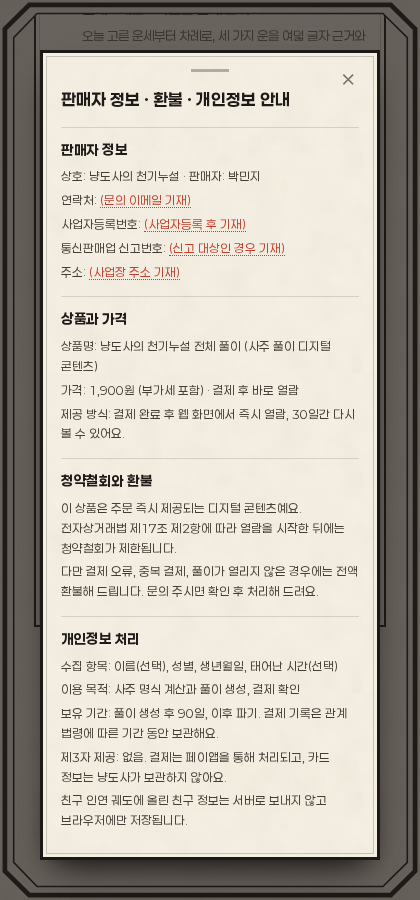 오늘 고른 운세부터 차례로, 세 가지 운을 여덟 글자 근거와
판매자 정보 · 환불 · 개인정보 안내
판매자 정보
상호: 냥도사의 천기누설 · 판매자: 박민지
연락처: (문의 이메일 기재)
사업자등록번호: (사업자등록 후 기재)
통신판매업 신고번호: (신고 대상인 경우 기재)
주소: (사업장 주소 기재)
상품과 가격
상품명: 냥도사의 천기누설 전체 풀이 (사주 풀이 디지털
콘텐츠)
가격: 1,900원 (부가세 포함) · 결제 후 바로 열람
제공 방식: 결제 완료 후 웹 화면에서 즉시 열람, 30일간 다시
볼 수 있어요.
청약철회와 환불
이 상품은 주문 즉시 제공되는 디지털 콘텐츠예요.
전자상거래법 제17조 제2항에 따라 열람을 시작한 뒤에는
청약철회가 제한됩니다.
다만 결제 오류, 중복 결제, 풀이가 열리지 않은 경우에는 전액
환불해 드립니다. 문의 주시면 확인 후 처리해 드려요.
개인정보 처리
수집 항목: 이름(선택), 성별, 생년월일, 태어난 시간(선택)
이용 목적: 사주 명식 계산과 풀이 생성, 결제 확인
보유 기간: 풀이 생성 후 90일, 이후 파기. 결제 기록은 관계
법령에 따른 기간 동안 보관해요.
제3자 제공: 없음. 결제는 페이앱을 통해 처리되고, 카드
정보는 냥도사가 보관하지 않아요.
친구 인연 궤도에 올린 친구 정보는 서버로 보내지 않고
브라우저에만 저장됩니다.